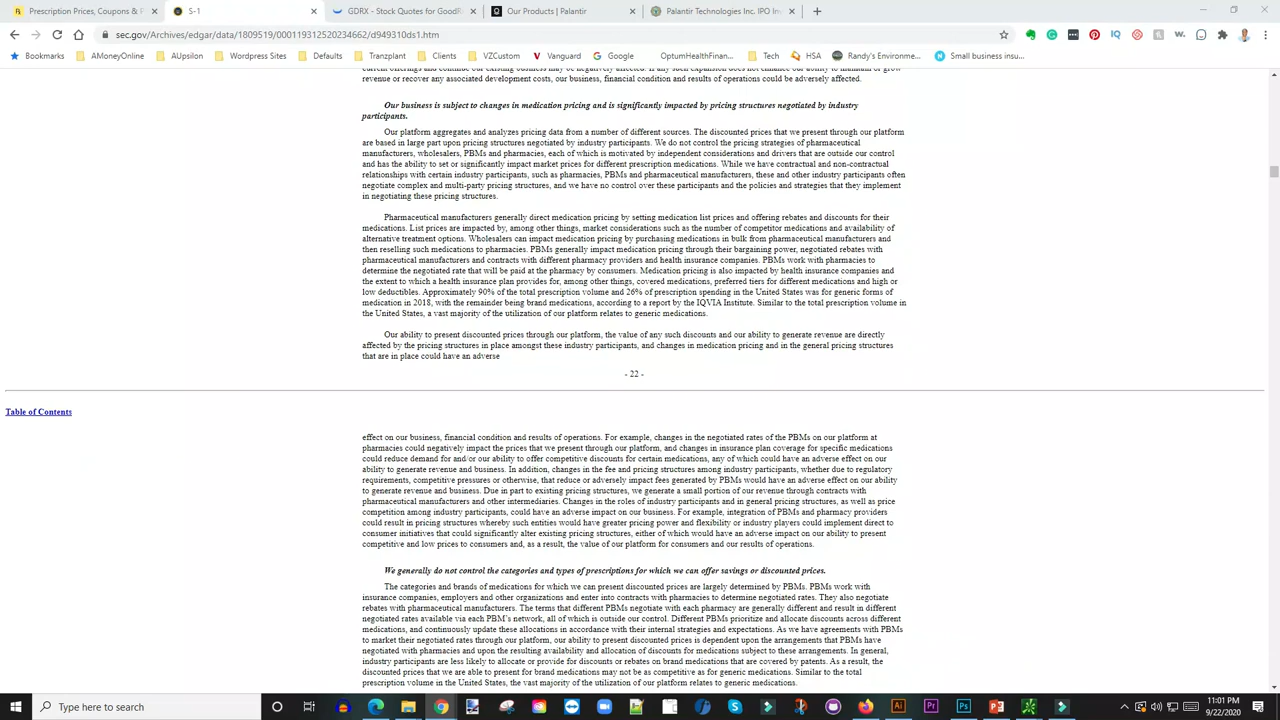 Prescription Prices, Coupons & F
S-1
GDRX - Stock Quotes for GoodR
Our Products | Palantir
Palantir Technologies Inc. IPO In
sec.gov/Archives/edgar/data/1809519/000119312520234662/d949310ds1.htm
Bookmarks
AMoneyOnline
AUpsilon
Wordpress Sites
Defaults
Tranzplant
Clients
VZCustom
Vanguard
Google
OptumHealthFinan...
Tech
HSA
Randy's Environme...
Small business insu...
revenue or recover any associated development costs, our business, financial condition and results of operations could be adversely affected.
Our business is subject to changes in medication pricing and is significantly impacted by pricing structures negotiated by industry
participants.
Our platform aggregates and analyzes pricing data from a number of different sources. The discounted prices that we present through our platform
are based in large part upon pricing structures negotiated by industry participants. We do not control the pricing strategies of pharmaceutical
manufacturers, wholesalers, PBMs and pharmacies, each of which is motivated by independent considerations and drivers that are outside our control
and has the ability to set or significantly impact market prices for different prescription medications. While we have contractual and non-contractual
relationships with certain industry participants, such as pharmacies, PBMs and pharmaceutical manufacturers, these and other industry participants often
negotiate complex and multi-party pricing structures, and we have no control over these participants and the policies and strategies that they implement
in negotiating these pricing structures.
Pharmaceutical manufacturers generally direct medication pricing by setting medication list prices and offering rebates and discounts for their
medications. List prices are impacted by, among other things, market considerations such as the number of competitor medications and availability of
alternative treatment options. Wholesalers can impact medication pricing by purchasing medications in bulk from pharmaceutical manufacturers and
then reselling such medications to pharmacies. PBMs generally impact medication pricing through their bargaining power, negotiated rebates with
pharmaceutical manufacturers and contracts with different pharmacy providers and health insurance companies. PBMs work with pharmacies to
determine the negotiated rate that will be paid at the pharmacy by consumers. Medication pricing is also impacted by health insurance companies and
the extent to which a health insurance plan provides for, among other things, covered medications, preferred tiers for different medications and high or
low deductibles. Approximately 90% of the total prescription volume and 26% of prescription spending in the United States was for generic forms of
medication in 2018, with the remainder being brand medications, according to a report by the IQVIA Institute. Similar to the total prescription volume in
the United States, a vast majority of the utilization of our platform relates to generic medications.
Our ability to present discounted prices through our platform, the value of any such discounts and our ability to generate revenue are directly
affected by the pricing structures in place amongst these industry participants, and changes in medication pricing and in the general pricing structures
that are in place could have an adverse
- 22 -
Table of Contents
effect on our business, financial condition and results of operations. For example, changes in the negotiated rates of the PBMs on our platform at
pharmacies could negatively impact the prices that we present through our platform, and changes in insurance plan coverage for specific medications
could reduce demand for and/or our ability to offer competitive discounts for certain medications, any of which could have an adverse effect on our
ability to generate revenue and business. In addition, changes in the fee and pricing structures among industry participants, whether due to regulatory
requirements, competitive pressures or otherwise, that reduce or adversely impact fees generated by PBMs would have an adverse effect on our ability
to generate revenue and business. Due in part to existing pricing structures, we generate a small portion of our revenue through contracts with
pharmaceutical manufacturers and other intermediaries. Changes in the roles of industry participants and in general pricing structures, as well as price
competition among industry participants, could have an adverse impact on our business. For example, integration of PBMs and pharmacy providers
could result in pricing structures whereby such entities would have greater pricing power and flexibility or industry players could implement direct to
consumer initiatives that could significantly alter existing pricing structures, either of which would have an adverse impact on our ability to present
competitive and low prices to consumers and, as a result, the value of our platform for consumers and our results of operations.
We generally do not control the categories and types of prescriptions for which we can offer savings or discounted prices.
The categories and brands of medications for which we can present discounted prices are largely determined by PBMs. PBMs work with
insurance companies, employers and other organizations and enter into contracts with pharmacies to determine negotiated rates. They also negotiate
rebates with pharmaceutical manufacturers. The terms that different PBMs negotiate with each pharmacy are generally different and result in different
negotiated rates available via each PBM's network, all of which is outside our control. Different PBMs prioritize and allocate discounts across different
medications, and continuously update these allocations in accordance with their internal strategies and expectations. As we have agreements with PBMs
to market their negotiated rates through our platform, our ability to present discounted prices is dependent upon the arrangements that PBMs have
negotiated with pharmacies and upon the resulting availability and allocation of discounts for medications subject to these arrangements. In general,
industry participants are less likely to allocate or provide for discounts or rebates on brand medications that are covered by patents. As a result, the
discounted prices that we are able to present for brand medications may not be as competitive as for generic medications. Similar to the total
prescription volume in the United States, the vast majority of the utilization of our platform relates to generic medications.
Type here to search
11:01 PM
9/22/2020